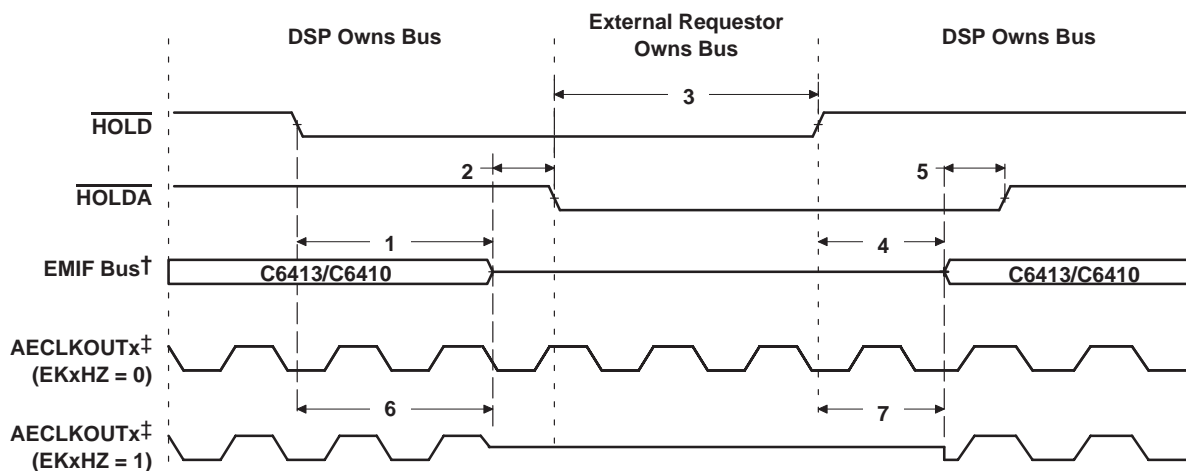 DSP Owns Bus
External Requestor
Owns Bus
DSP Owns Bus
3
HOLD
2
5
HOLDA
1
4
EMIF Bus†
C6413/C6410
C6413/C6410
AECLKOUTx‡
(EKxHZ = 0)
6
7
AECLKOUTx‡
(EKxHZ = 1)